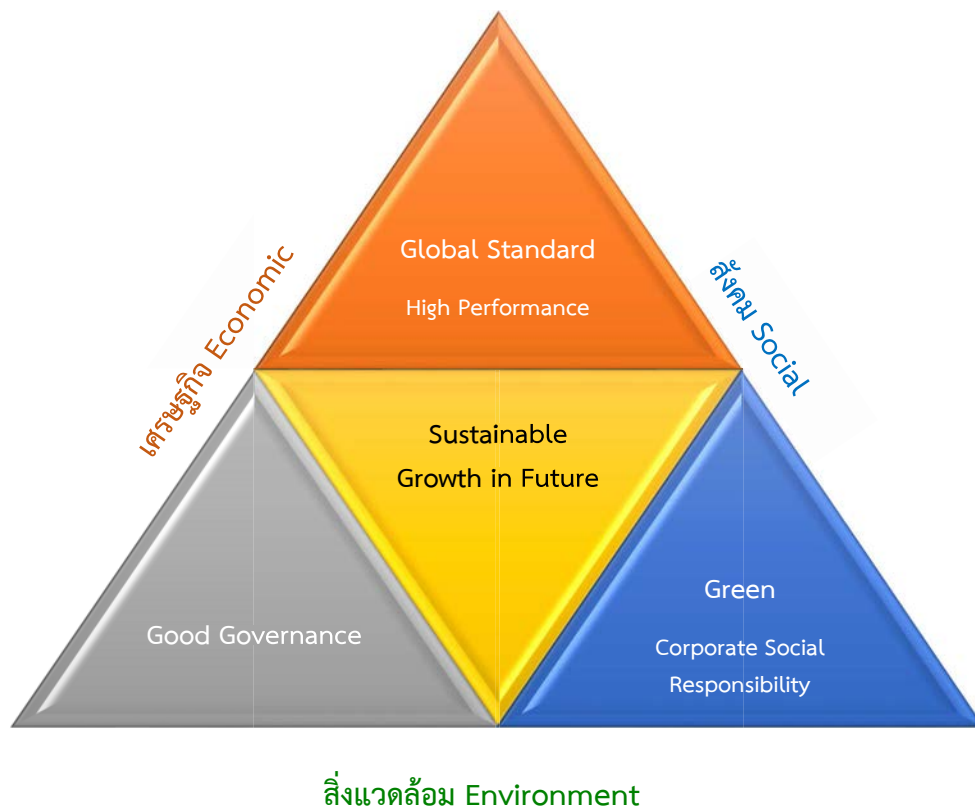 Global Standard
High Performance
เศรษฐกิจ Economic
สังคม Social
Sustainable
Growth in Future
Good Governance
Green
Corporate Social
Responsibility
สิ่งแวดล้อม Environment